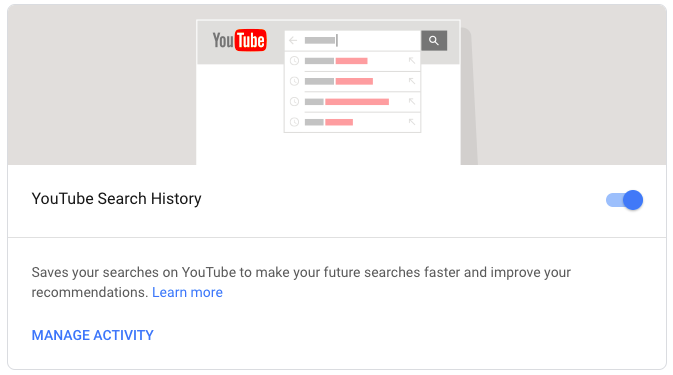 YouTube
YouTube Search History
Saves your searches on YouTube to make your future searches faster and improve your
recommendations. Learn more
MANAGE ACTIVITY